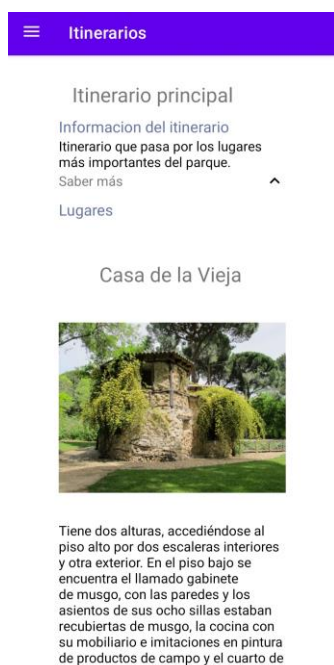 Itinerarios
Itinerario principal
Informacion del itinerario
Itinerario que pasa por los lugares
más importantes del parque.
Saber más
Lugares
Casa de la Vieja
Tiene dos alturas, accediéndose al
piso alto por dos escaleras interiores
y otra exterior. En el piso bajo se
encuentra el llamado gabinete
de musgo, con las paredes y los
asientos de sus ocho sillas estaban
recubiertas de musgo, la cocina con
su mobiliario e imitaciones en pintura
de productos de campo y el cuarto de